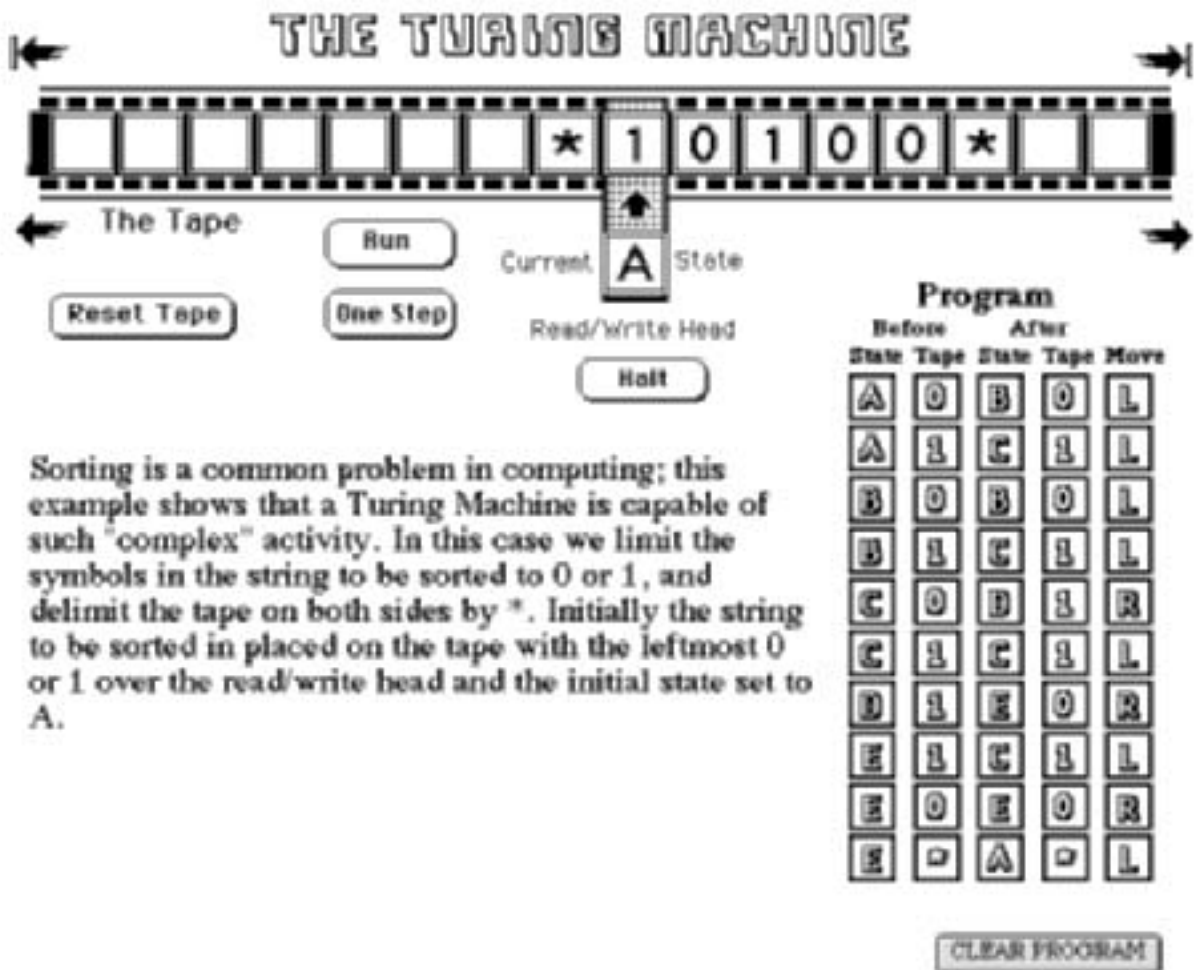 THE TURING MACHINE
* 1 0 1 0 0 *
The Tape
Run
Current A State
Reset Tape
One Step
Read/Write Head
Halt
Program
Before After
State Tape State Tape Move
A 0 B 0 L
A 1 C 1 L
B 0 B 0 L
B 1 C 1 L
C 0 D 1 R
C 1 C 1 L
D 1 E 0 R
E 1 C 1 L
E 0 E 0 R
E A L
Sorting is a common problem in computing; this
example shows that a Turing Machine is capable of
such "complex" activity. In this case we limit the
symbols in the string to be sorted to 0 or 1, and
delimit the tape on both sides by *. Initially the string
to be sorted in placed on the tape with the leftmost 0
or 1 over the read/write head and the initial state set to
A.
CLEAR PROGRAM